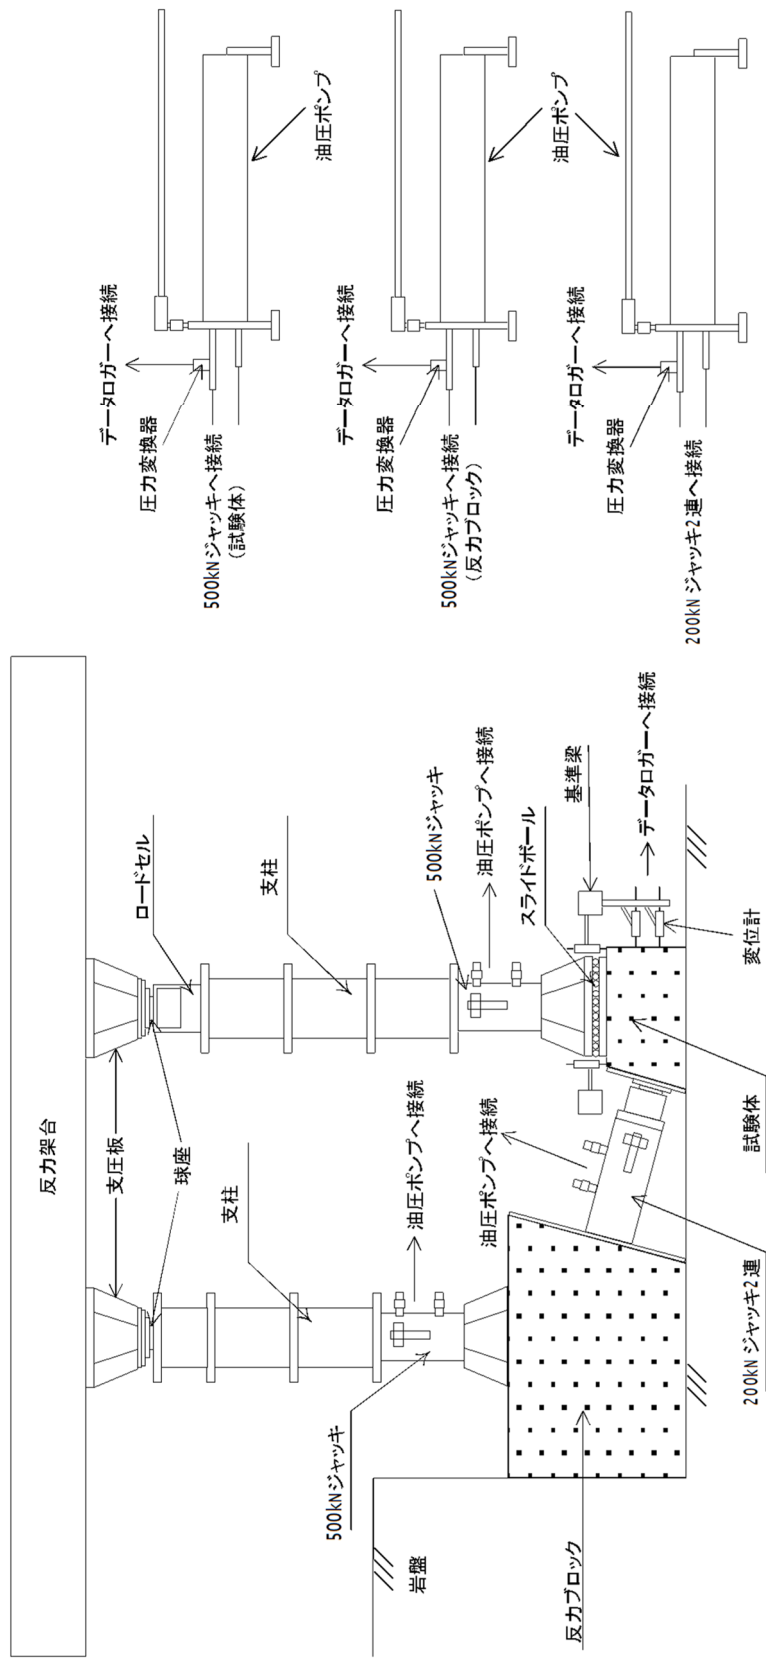 反力架台
支圧板
球座
支柱
ロードセル
支柱
500kNジャッキ
油圧ポンプへ接続
500kNジャッキ
油圧ポンプへ接続
油圧ポンプへ接続
スライドボール
基準梁
データロガーへ接続
変位計
試験体
200kN ジャッキ2連
反力ブロック
岩盤
データロガーへ接続
圧力変換器
500kNジャッキへ接続
（試験体）
油圧ポンプ
データロガーへ接続
圧力変換器
500kNジャッキへ接続
（反力ブロック）
油圧ポンプ
データロガーへ接続
圧力変換器
200kN ジャッキ2連へ接続